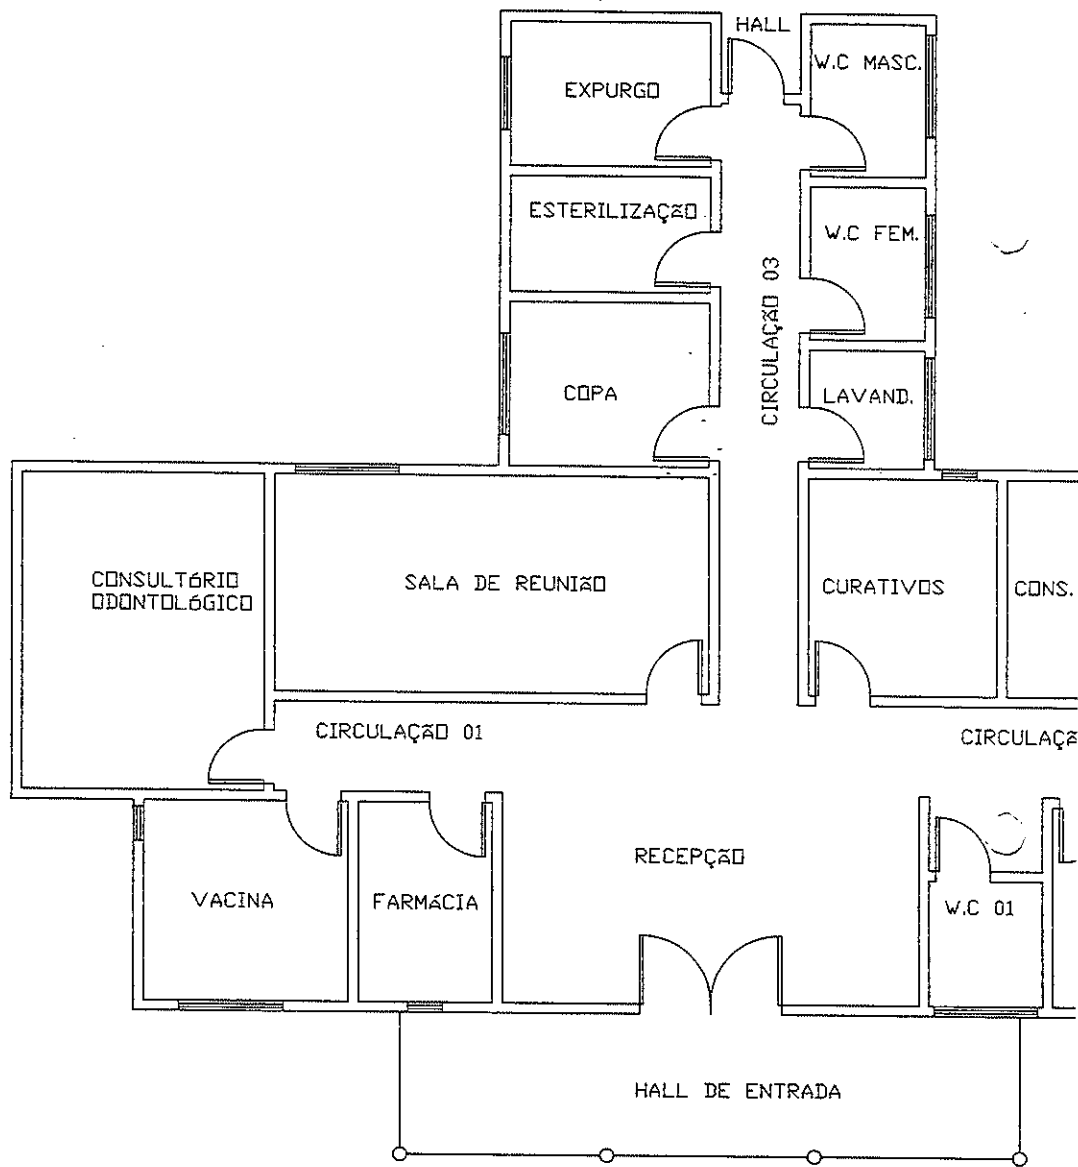 HALL
W.C MASC.
EXPURGO
ESTERILIZAÇÃO
W.C FEM.
CIRCULAÇÃO 03
COPA
LAVAND.
CONSULTÓRIO
ODONTOLÓGICO
SALA DE REUNIÃO
CURATIVOS
CONS.
CIRCULAÇÃO 01
CIRCULAÇÃ
RECEPÇÃO
VACINA
FARMÁCIA
W.C 01
HALL DE ENTRADA